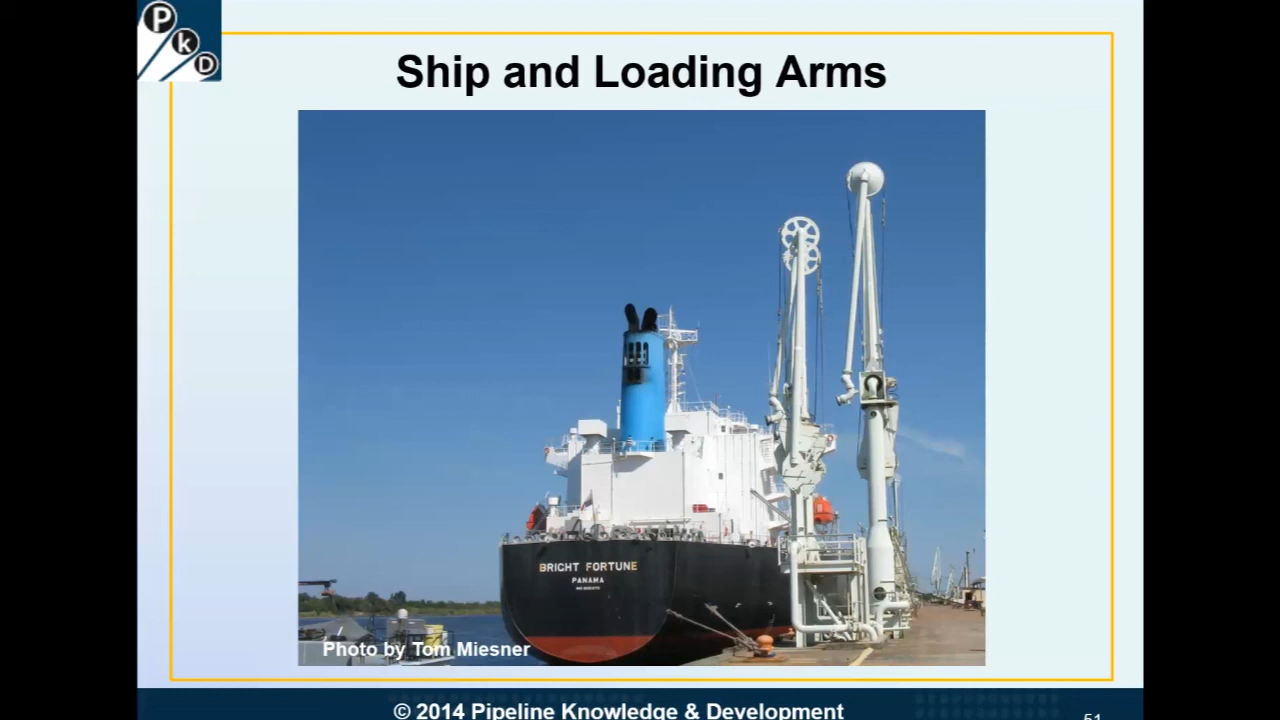 P
k
D
Ship and Loading Arms
BRIGHT FORTUNE
PANAMA
Photo by Tom Miesner
© 2014 Pipeline Knowledge & Development
51